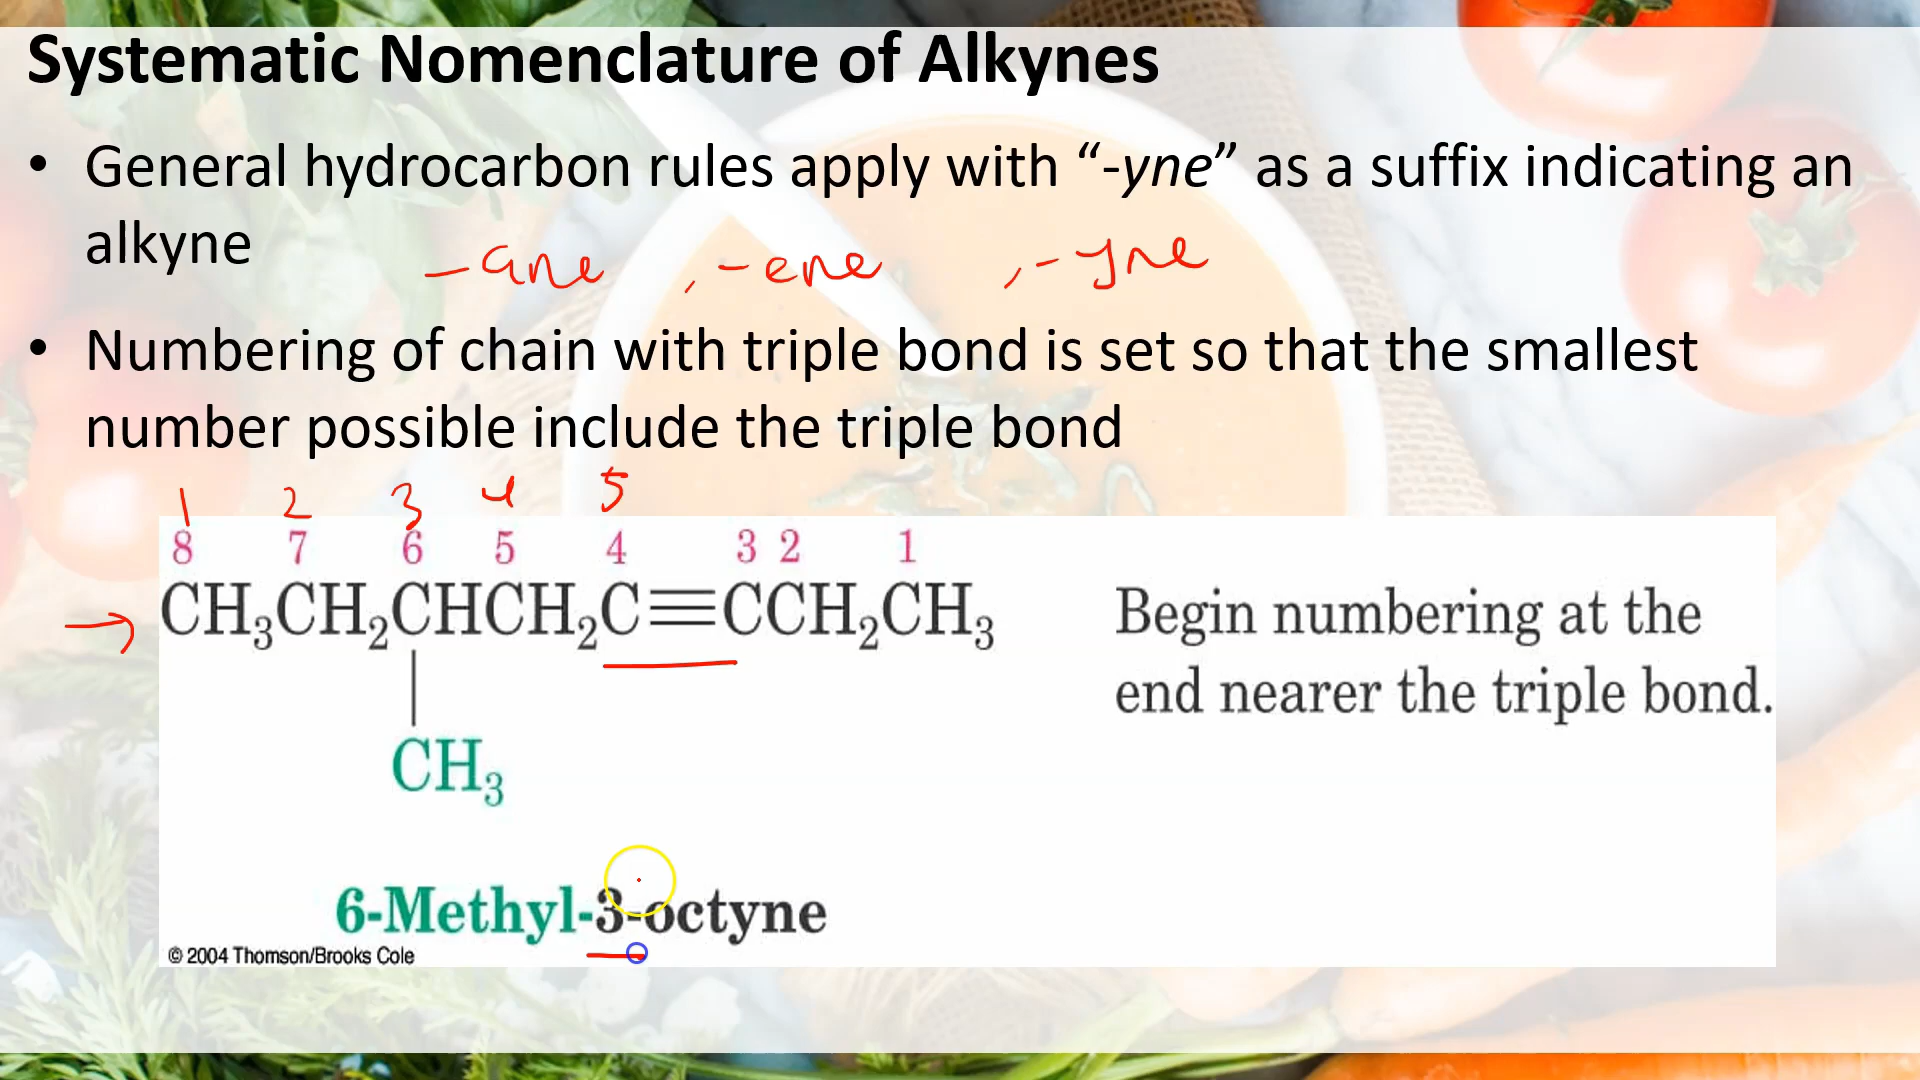 Systematic Nomenclature of Alkynes
• General hydrocarbon rules apply with “-yne” as a suffix indicating an
alkyne
-ane , -ene , -yne
• Numbering of chain with triple bond is set so that the smallest
number possible include the triple bond
1 2 3 4 5
8 7 6 5 4 3 2 1
→ CH₃CH₂CHCH₂C≡CCH₂CH₃
CH₃
Begin numbering at the
end nearer the triple bond.
6-Methyl-3-octyne
© 2004 Thomson/Brooks Cole